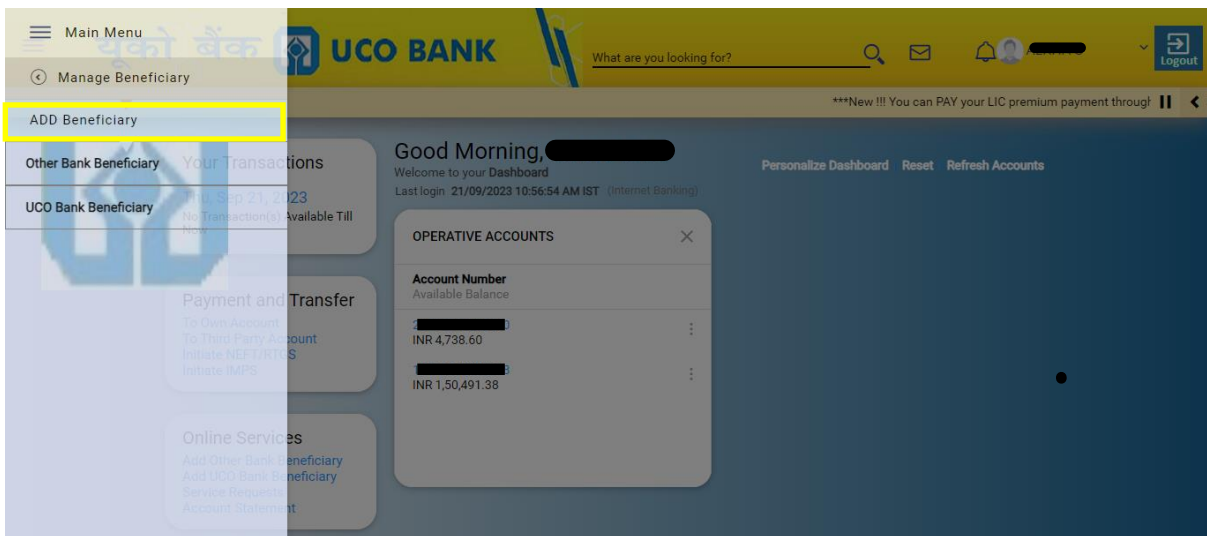 Main Menu
यूको बैंक UCO BANK
What are you looking for?
Logout
Manage Beneficiary
***New !!! You can PAY your LIC premium payment through
ADD Beneficiary
Other Bank Beneficiary
UCO Bank Beneficiary
Your Transactions
Thu, Sep 21, 2023
No Transaction(s) Available Till
Now
Payment and Transfer
To Own Account
To Third Party Account
Initiate NEFT/RTGS
Initiate IMPS
Online Services
Add Other Bank Beneficiary
Add UCO Bank Beneficiary
Service Requests
Account Statement
Good Morning,
Welcome to your Dashboard
Last login 21/09/2023 10:56:54 AM IST (Internet Banking)
Personalize Dashboard Reset Refresh Accounts
OPERATIVE ACCOUNTS
Account Number
Available Balance
INR 4,738.60
INR 1,50,491.38